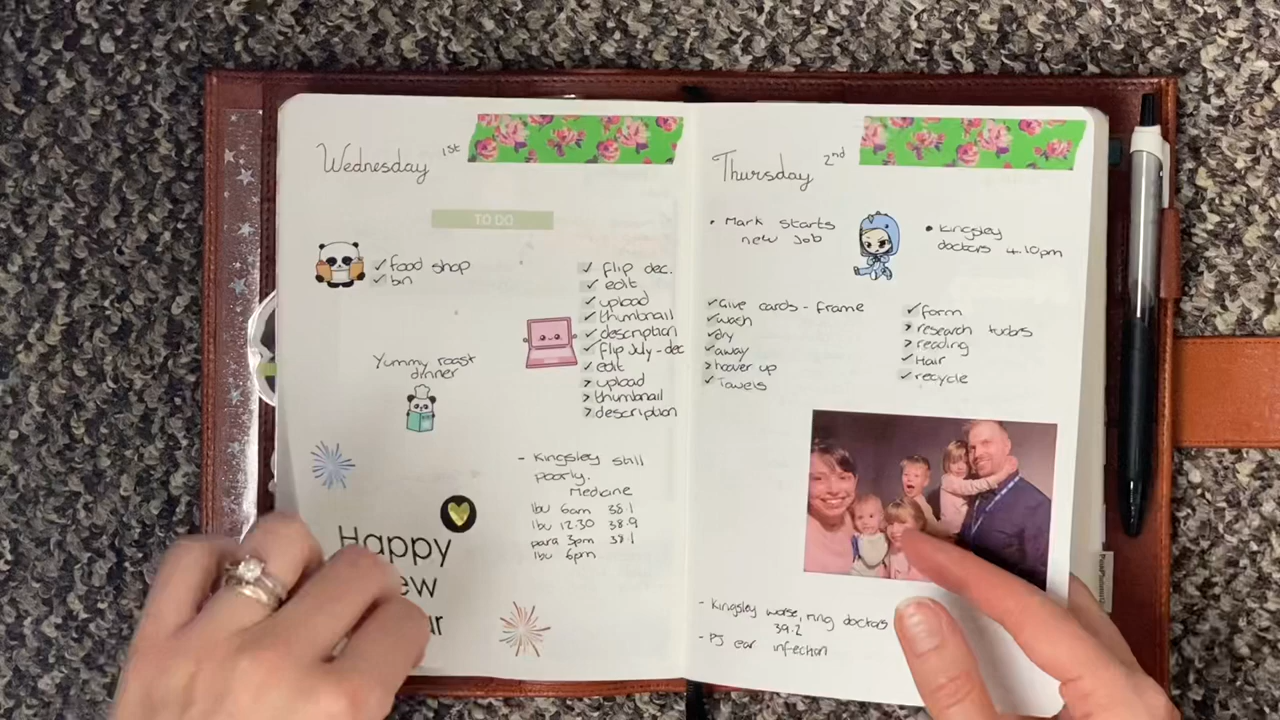 Wednesday 1st
TO DO
✓ food shop
✓ bin
✓ flip dec.
✓ edit
✓ upload
✓ thumbnail
✓ description
✓ flip July - dec
✓ edit
> upload
> thumbnail
> description
Yummy roast
dinner
- Kingsley still
poorly.
Medicine
Ibu 6am 38.1
Ibu 12.30 38.9
para 3pm 38.1
Ibu 6pm
Happy
Thursday 2nd
• Mark starts
new job
• Kingsley
doctors 4.10pm
✓ Give cards - frame
✓ wash
✓ dry
✓ away
> hoover up
✓ Towels
✓ form
> research tudors
> reading
✓ Hair
✓ recycle
- Kingsley worse, ring doctors
39.2
- PJ ear infection